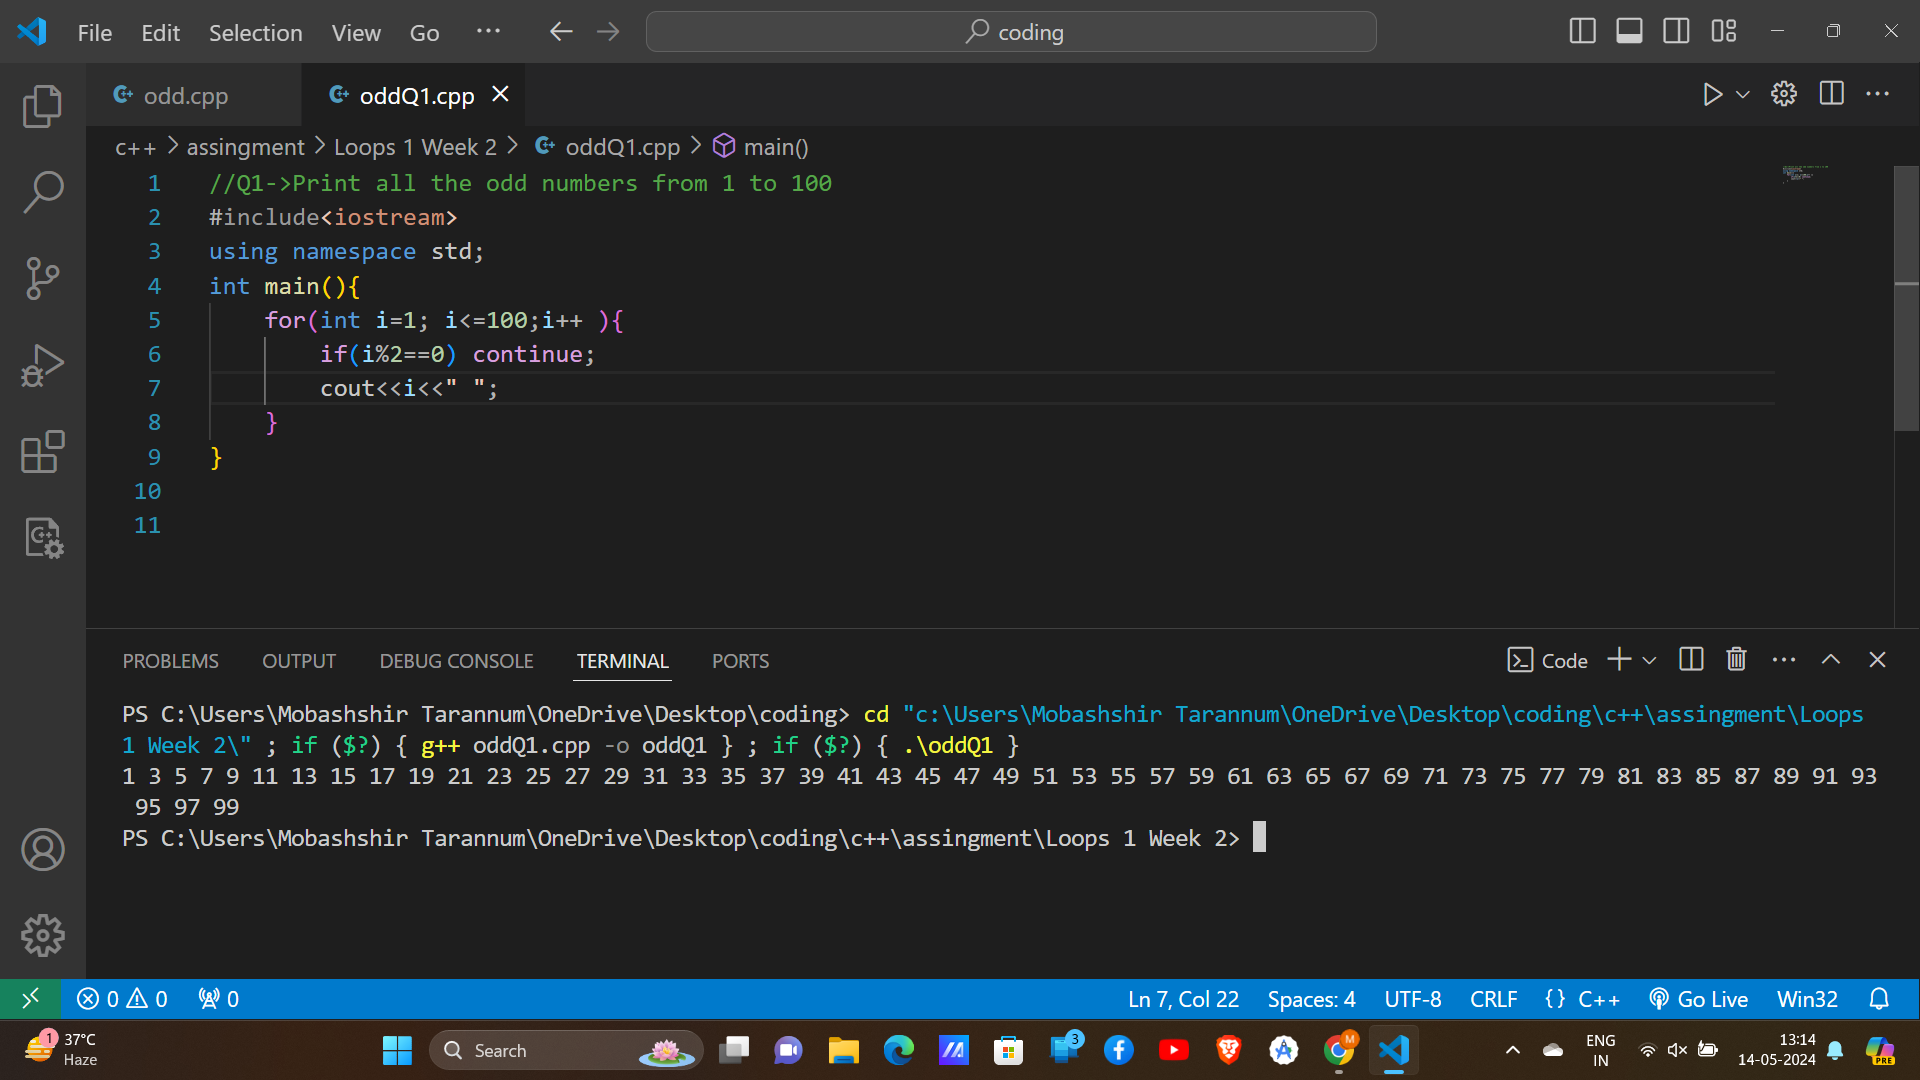 File Edit Selection View Go ··· coding
odd.cpp oddQ1.cpp
c++ > assingment > Loops 1 Week 2 > oddQ1.cpp > main()
1 //Q1->Print all the odd numbers from 1 to 100
2 #include<iostream>
3 using namespace std;
4 int main(){
5 for(int i=1; i<=100;i++ ){
6 if(i%2==0) continue;
7 cout<<i<<" ";
8 }
9 }
10
11
PROBLEMS OUTPUT DEBUG CONSOLE TERMINAL PORTS Code
PS C:\Users\Mobashshir Tarannum\OneDrive\Desktop\coding> cd "c:\Users\Mobashshir Tarannum\OneDrive\Desktop\coding\c++\assingment\Loops
1 Week 2\" ; if ($?) { g++ oddQ1.cpp -o oddQ1 } ; if ($?) { .\oddQ1 }
1 3 5 7 9 11 13 15 17 19 21 23 25 27 29 31 33 35 37 39 41 43 45 47 49 51 53 55 57 59 61 63 65 67 69 71 73 75 77 79 81 83 85 87 89 91 93
95 97 99
PS C:\Users\Mobashshir Tarannum\OneDrive\Desktop\coding\c++\assingment\Loops 1 Week 2>
0 0 0 Ln 7, Col 22 Spaces: 4 UTF-8 CRLF {} C++ Go Live Win32
1 37°C
Haze
Search
3
M
ENG
IN
13:14
14-05-2024
PRE